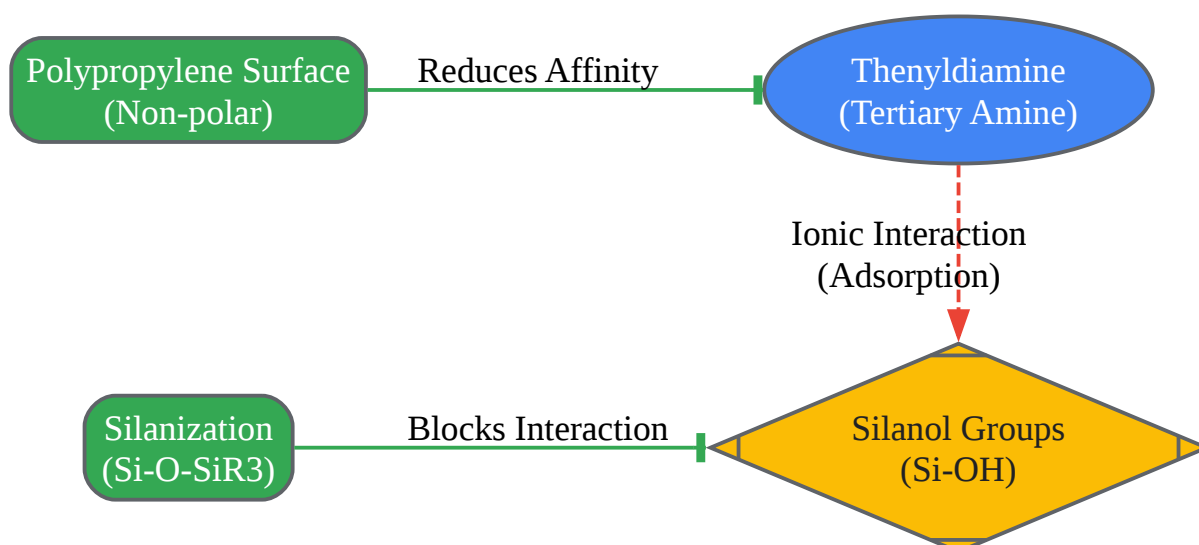 Polypropylene Surface
(Non-polar)
Reduces Affinity
Thenyldiamine
(Tertiary Amine)
Ionic Interaction
(Adsorption)
Silanization
(Si-O-SiR3)
Blocks Interaction
Silanol Groups
(Si-OH)